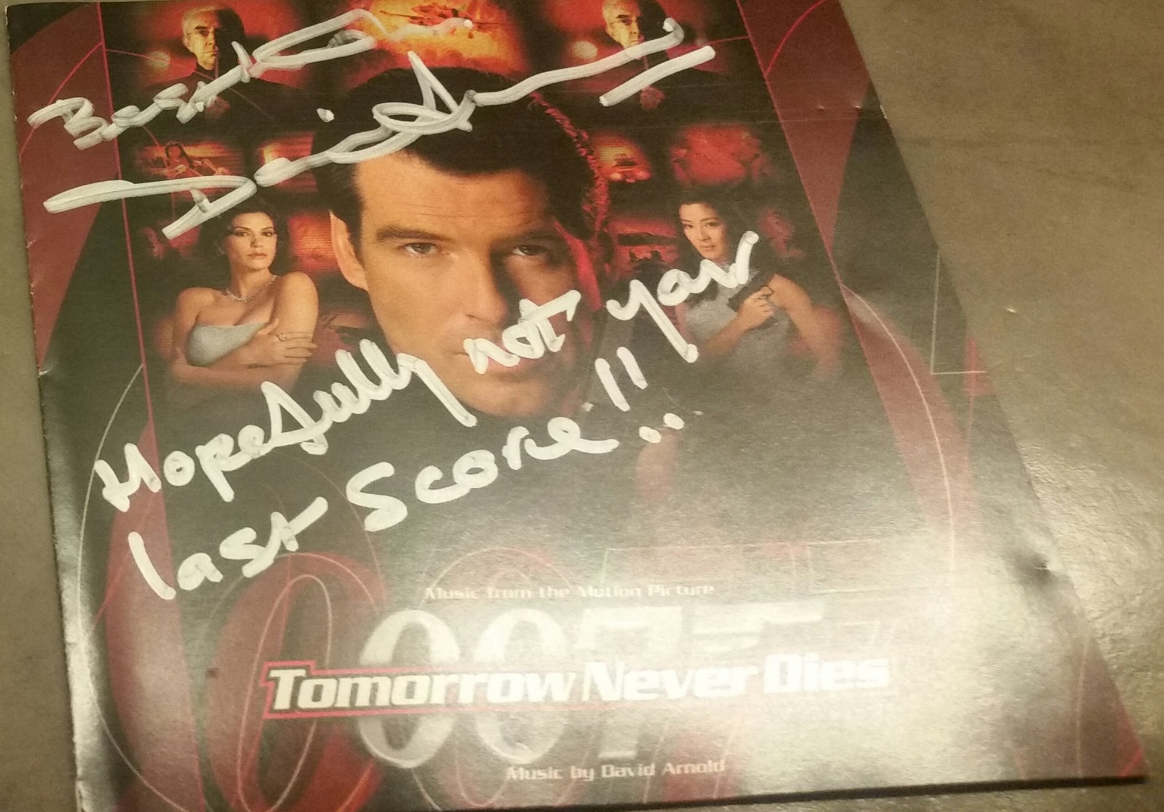 Best
David
Hopefully not your
last Score!!
Music from the Motion Picture
007
Tomorrow Never Dies
Music by David Arnold